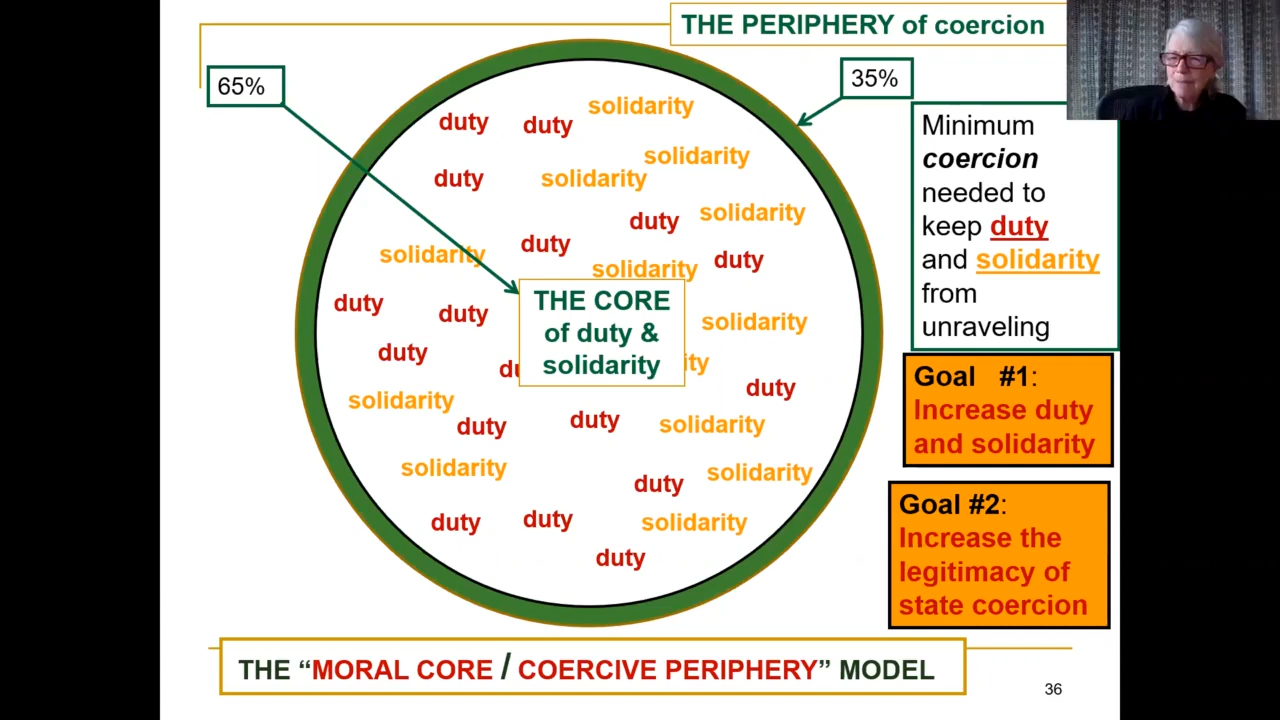 THE PERIPHERY of coercion
65%
35%
solidarity
duty duty
solidarity
duty solidarity
duty solidarity
duty
solidarity
solidarity duty
THE CORE
of duty &
solidarity
duty duty
solidarity
duty
duty
solidarity
duty duty solidarity
solidarity
duty solidarity
duty duty solidarity
duty
Minimum
coercion
needed to
keep duty
and solidarity
from
unraveling
Goal #1:
Increase duty
and solidarity
Goal #2:
Increase the
legitimacy of
state coercion
THE “MORAL CORE / COERCIVE PERIPHERY” MODEL
36